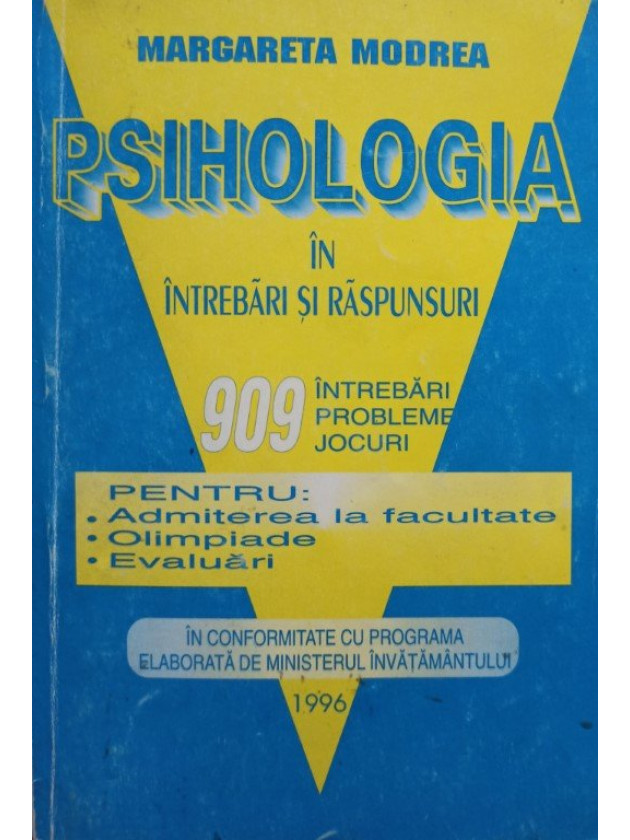 MARGARETA MODREA
PSIHOLOGIA
ÎN
ÎNTREBĂRI ȘI RĂSPUNSURI
909 ÎNTREBĂRI
PROBLEME
JOCURI
PENTRU:
• Admiterea la facultate
• Olimpiade
• Evaluări
ÎN CONFORMITATE CU PROGRAMA
ELABORATĂ DE MINISTERUL ÎNVĂȚĂMÂNTULUI
1996